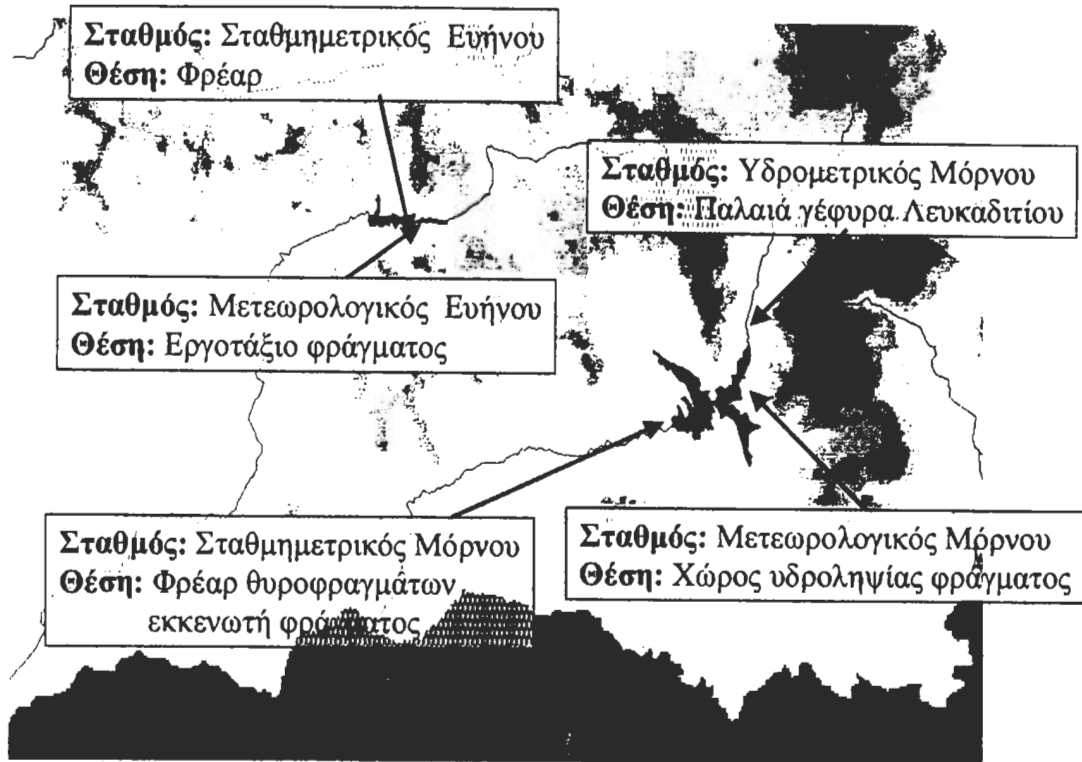 Σταθμός: Σταθμημετρικός Ευήνου
Θέση: Φρέαρ
Σταθμός: Υδρομετρικός Μόρνου
Θέση: Παλαιά γέφυρα Λευκαδιτίου
Σταθμός: Μετεωρολογικός Ευήνου
Θέση: Εργοτάξιο φράγματος
Σταθμός: Σταθμημετρικός Μόρνου
Θέση: Φρέαρ θυροφραγμάτων
εκκενωτή φράγματος
Σταθμός: Μετεωρολογικός Μόρνου
Θέση: Χώρος υδροληψίας φράγματος